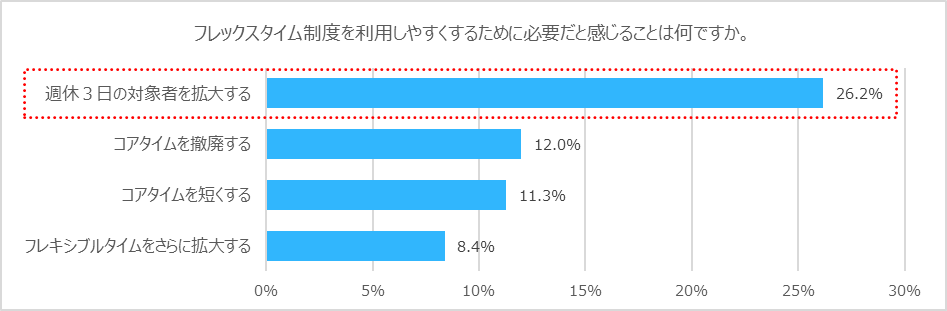 フレックスタイム制度を利用しやすくするために必要だと感じることは何ですか。
週休３日の対象者を拡大する
26.2%
コアタイムを撤廃する
12.0%
コアタイムを短くする
11.3%
フレキシブルタイムをさらに拡大する
8.4%
0% 5% 10% 15% 20% 25% 30%